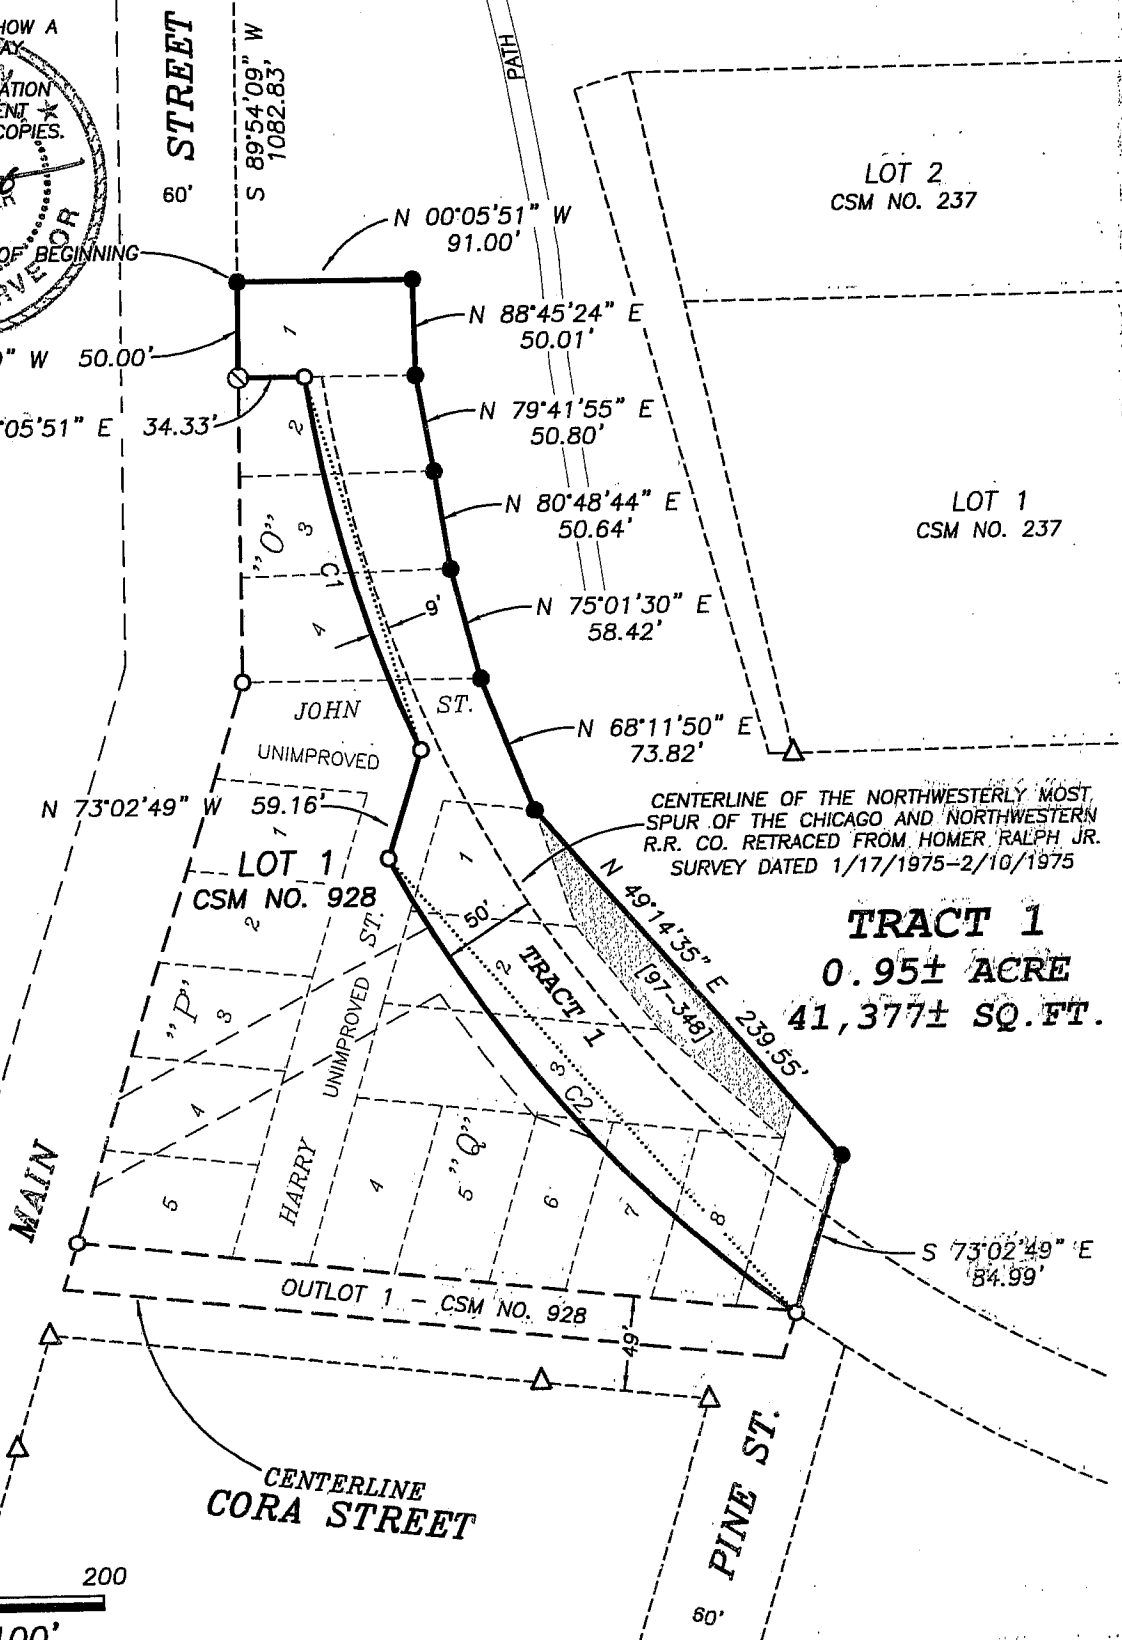 HOW A
STREET
S 89°54'09" W
1082.83'
60'
PATH
ATION
ENT
COPIES.
LOT 2
CSM NO. 237
N 00°05'51" W
91.00'
OF BEGINNING
N 88°45'24" E
50.01'
1
" W 50.00'
°05'51" E 34.33'
N 79°41'55" E
50.80'
2
N 80°48'44" E
50.64'
LOT 1
CSM NO. 237
"O"
3
C1
N 75°01'30" E
58.42'
9'
4
JOHN ST.
UNIMPROVED
N 68°11'50" E
73.82'
N 73°02'49" W 59.16'
CENTERLINE OF THE NORTHWESTERLY MOST
SPUR OF THE CHICAGO AND NORTHWESTERN
R.R. CO. RETRACED FROM HOMER RALPH JR.
SURVEY DATED 1/17/1975-2/10/1975
1
LOT 1
CSM NO. 928
1
N 49°14'35" E 239.55'
TRACT 1
0.95± ACRE
41,377± SQ.FT.
2
50'
TRACT 1
2
[97-348]
"P"
3
HARRY ST.
UNIMPROVED
3
C2
4
"Q"
5
4
5
6
7
8
MAIN
S 73°02'49" E
84.99'
OUTLOT 1 - CSM NO. 928
49'
CENTERLINE
CORA STREET
PINE ST.
60'
200
100'